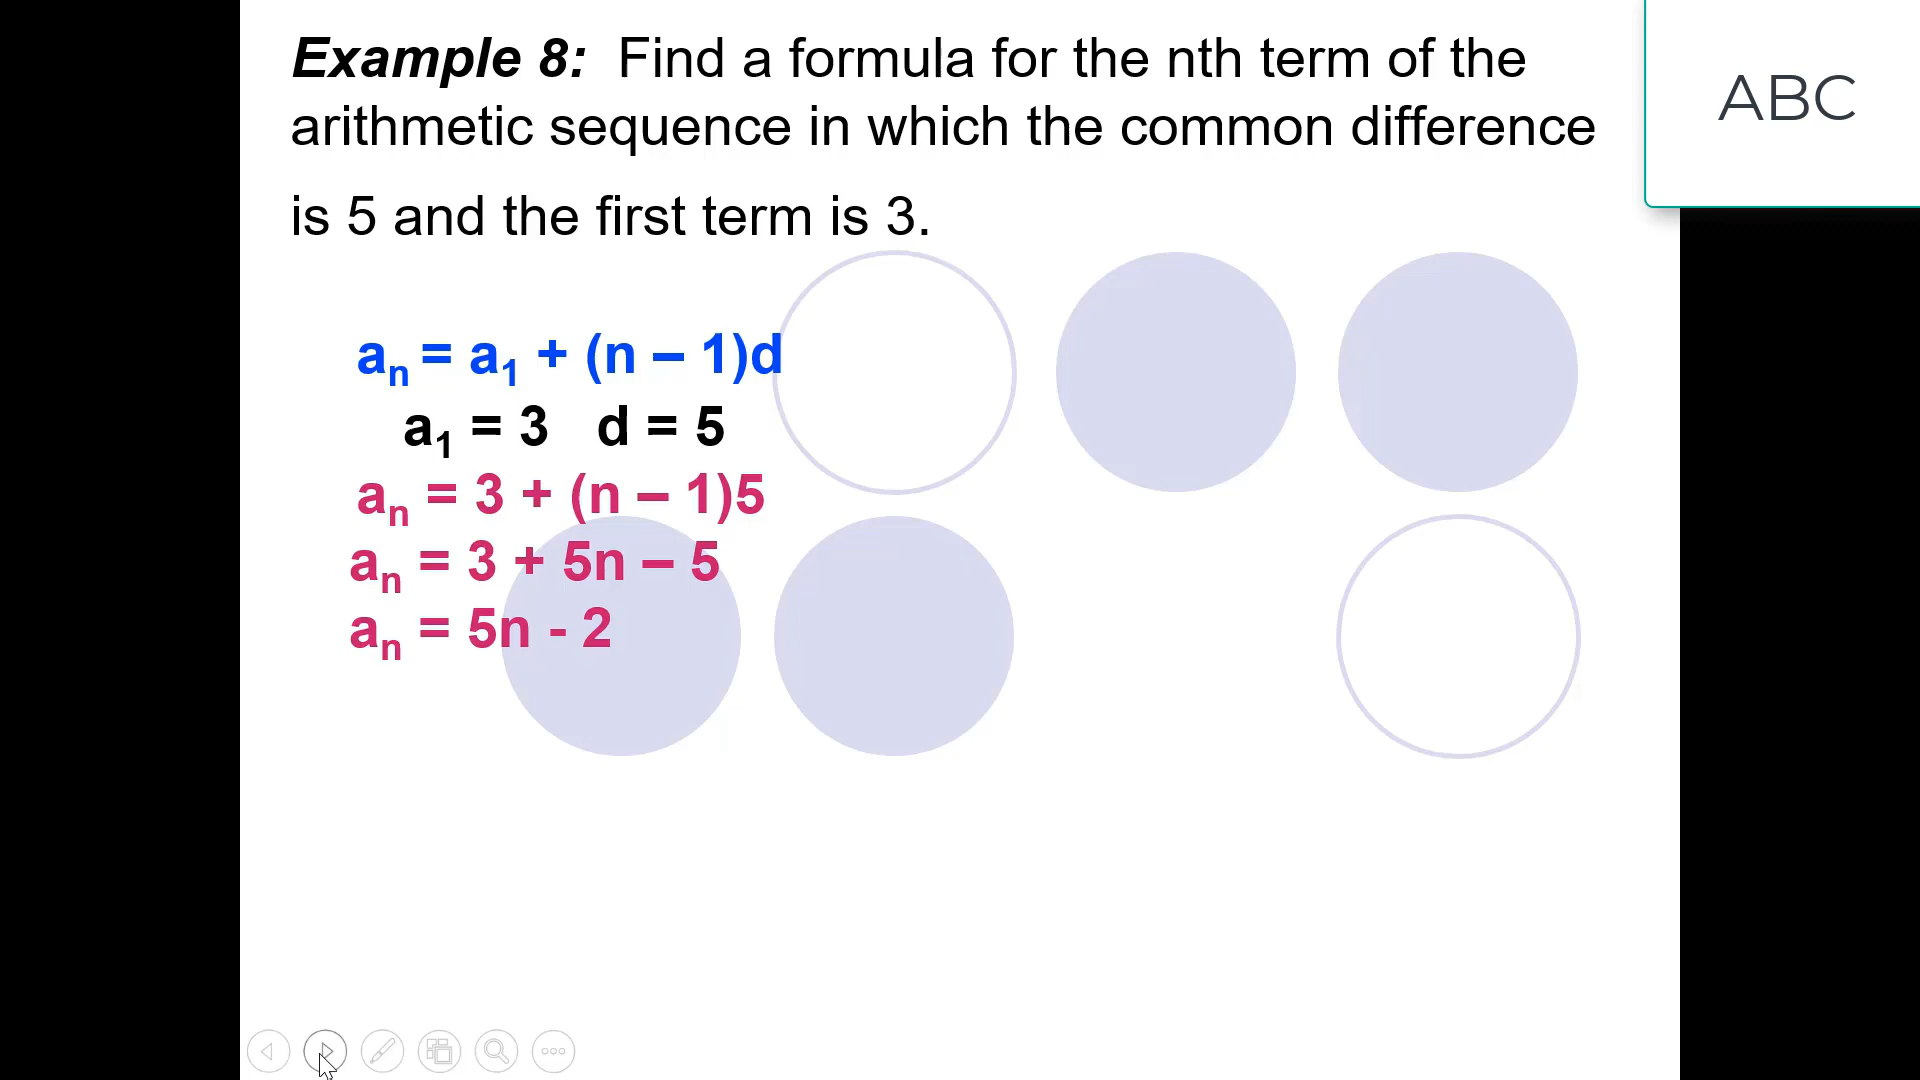 Example 8: Find a formula for the nth term of the
arithmetic sequence in which the common difference
is 5 and the first term is 3.
ABC
aₙ = a₁ + (n – 1)d
a₁ = 3 d = 5
aₙ = 3 + (n – 1)5
aₙ = 3 + 5n – 5
aₙ = 5n - 2